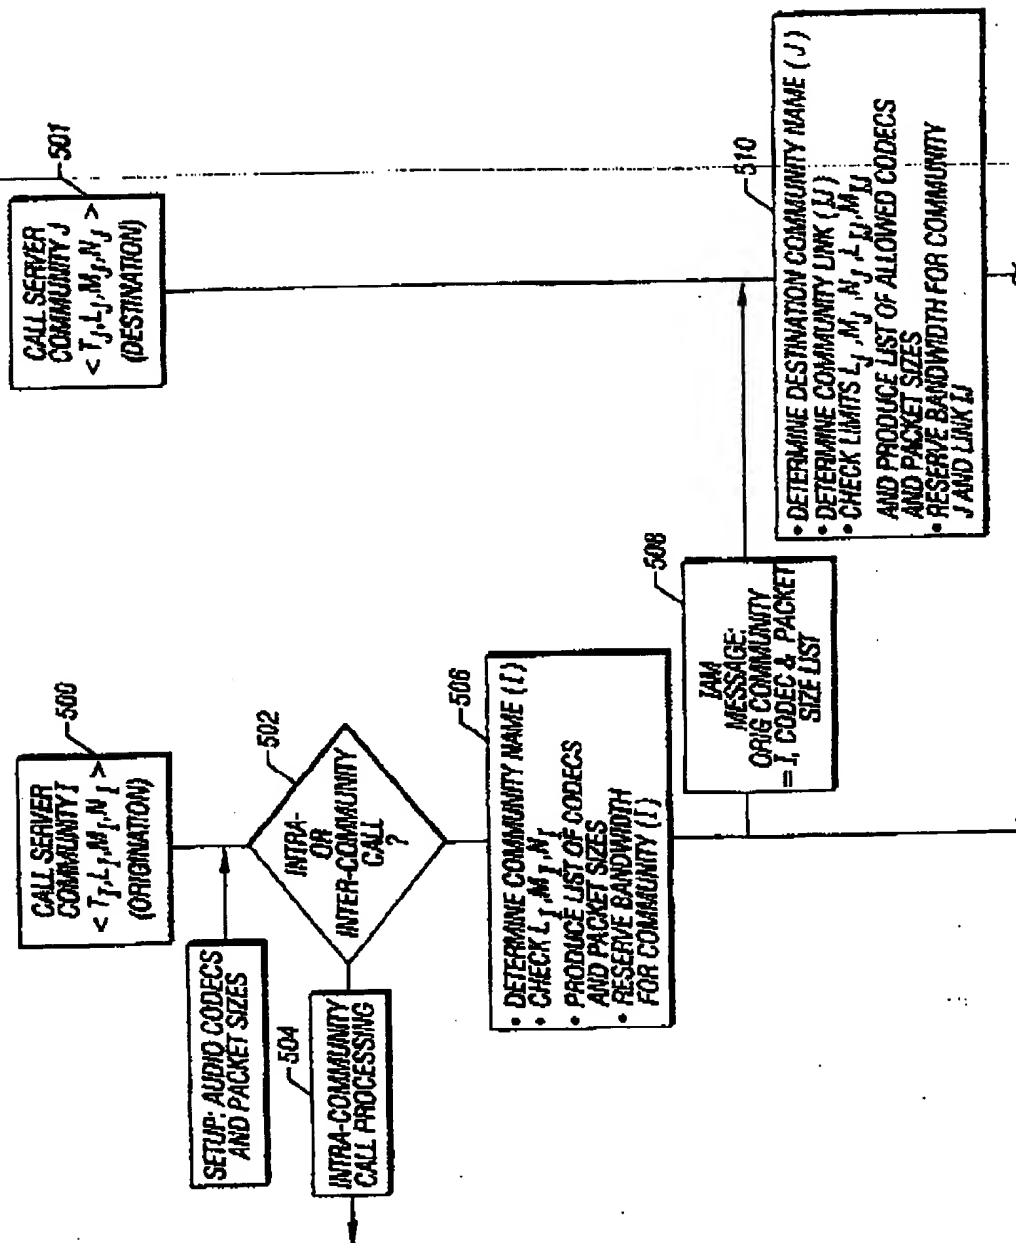 CALL SERVER
COMMUNITY I
< T_I, L_I, M_I, N_I >
(ORIGINATION)
500
CALL SERVER
COMMUNITY J
< T_J, L_J, M_J, N_J >
(DESTINATION)
501
SETUP: AUDIO CODECS
AND PACKET SIZES
INTRA-
OR
INTER-COMMUNITY
CALL
?
502
INTRA-COMMUNITY
CALL PROCESSING
504
• DETERMINE COMMUNITY NAME (I)
• CHECK L_I, M_I, N_I
• PRODUCE LIST OF CODECS
AND PACKET SIZES
• RESERVE BANDWIDTH
FOR COMMUNITY (I)
506
IAM
MESSAGE:
ORIG COMMUNITY
= I, CODEC & PACKET
SIZE LIST
508
• DETERMINE DESTINATION COMMUNITY NAME (J)
• DETERMINE COMMUNITY LINK (IJ)
• CHECK LIMITS L_J, M_J, N_J, L_IJ, M_IJ
AND PRODUCE LIST OF ALLOWED CODECS
AND PACKET SIZES
• RESERVE BANDWIDTH FOR COMMUNITY
J AND LINK IJ
510